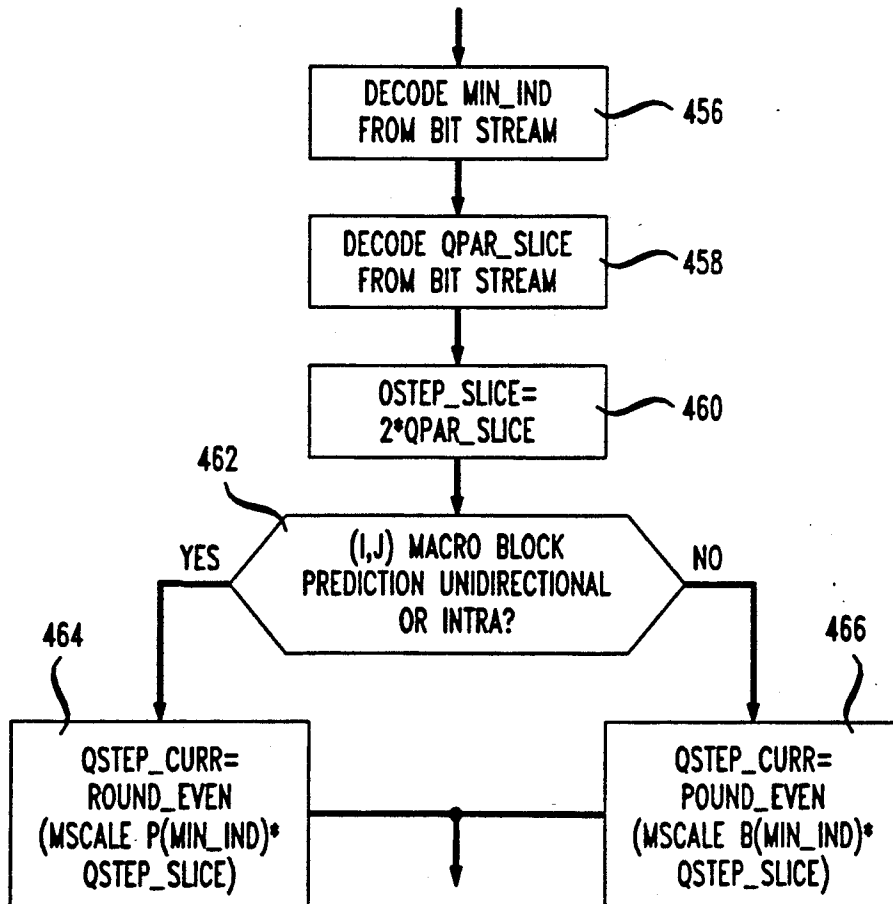 DECODE MIN_IND
FROM BIT STREAM
456
DECODE QPAR_SLICE
FROM BIT STREAM
458
OSTEP_SLICE=
2*QPAR_SLICE
460
462
(I,J) MACRO BLOCK
PREDICTION UNIDIRECTIONAL
OR INTRA?
YES
NO
464
QSTEP_CURR=
ROUND_EVEN
(MSCALE P(MIN_IND)*
QSTEP_SLICE)
466
QSTEP_CURR=
POUND_EVEN
(MSCALE B(MIN_IND)*
QSTEP_SLICE)